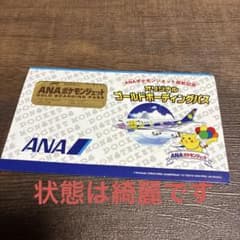 ANAポケモンジェット
GOLD BOARDING PASS
ANAポケモンジェット就航記念
オリジナル
ゴールドボーディングパス
ANA
ANAポケモンジェット
状態は綺麗です